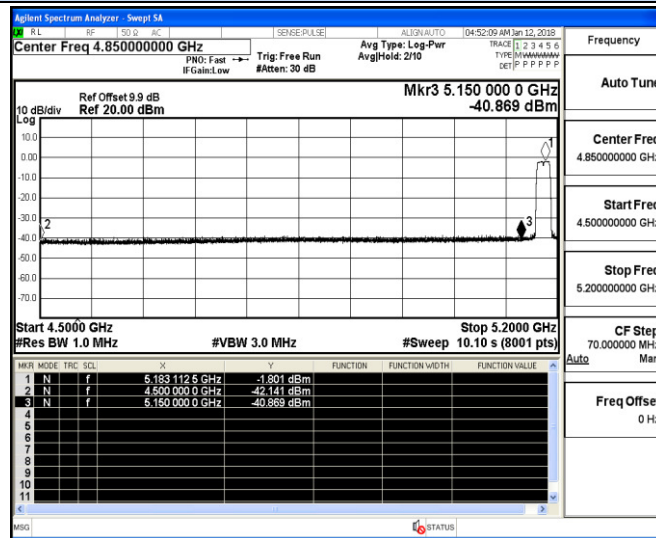 Agilent Spectrum Analyzer - Swept SA
RL RF 50 Ω AC SENSE:PULSE ALIGNAUTO 04:52:09 AM Jan 12, 2018
Center Freq 4.850000000 GHz
PNO: Fast Trig: Free Run Avg Type: Log-Pwr TRACE 1 2 3 4 5 6
IFGain:Low #Atten: 30 dB Avg|Hold: 2/10 TYPE M
DET P P P P P P
Ref Offset 9.9 dB Mkr3 5.150 000 0 GHz
10 dB/div Ref 20.00 dBm -40.869 dBm
Log
10.0
0.00
-10.0
-20.0
-30.0
-40.0
-50.0
-60.0
-70.0
1
2
3
Start 4.5000 GHz Stop 5.2000 GHz
#Res BW 1.0 MHz #VBW 3.0 MHz #Sweep 10.10 s (8001 pts)
MKR MODE TRC SCL X Y FUNCTION FUNCTION WIDTH FUNCTION VALUE
1 N f 5.183 112 5 GHz -1.801 dBm
2 N f 4.500 000 0 GHz -42.141 dBm
3 N f 5.150 000 0 GHz -40.869 dBm
4
5
6
7
8
9
10
11
MSG STATUS
Frequency
Auto Tune
Center Freq
4.850000000 GHz
Start Freq
4.500000000 GHz
Stop Freq
5.200000000 GHz
CF Step
70.000000 MHz
Auto Man
Freq Offset
0 Hz